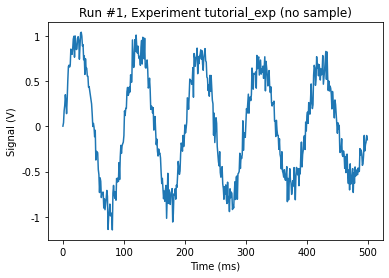 Run #1, Experiment tutorial_exp (no sample)
1
0.5
0
-0.5
-1
Signal (V)
0 100 200 300 400 500
Time (ms)